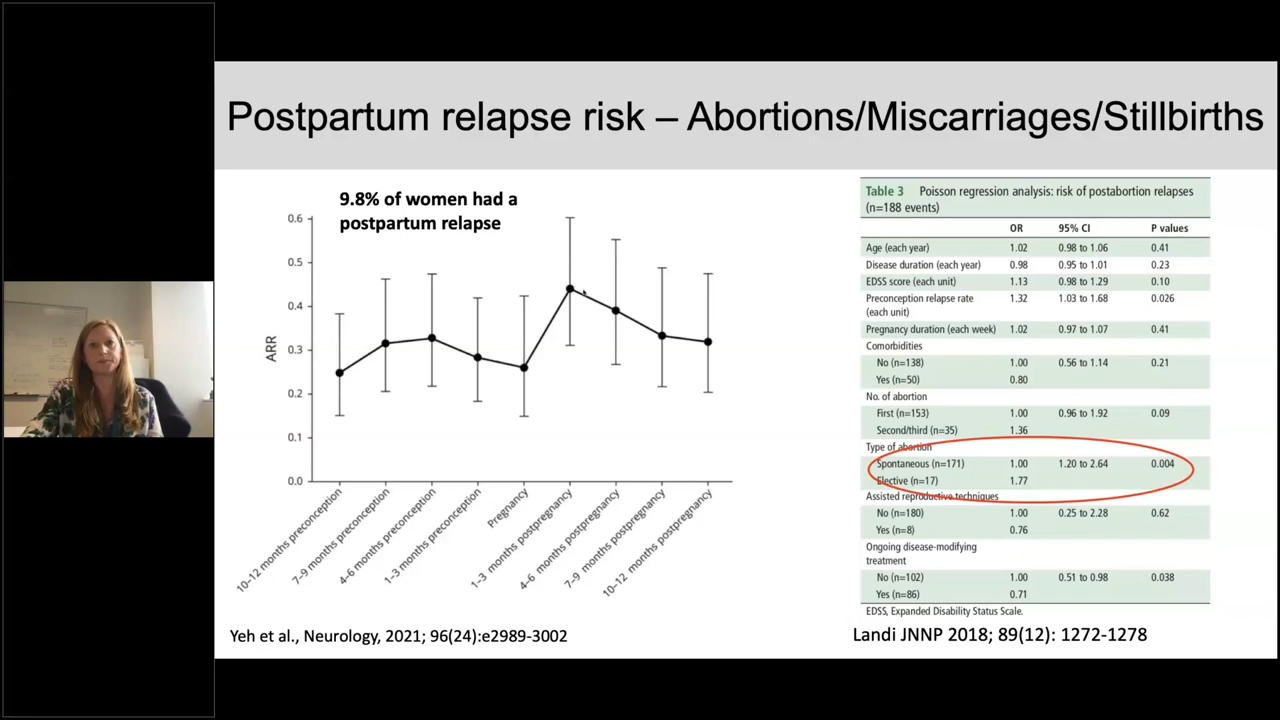 Postpartum relapse risk – Abortions/Miscarriages/Stillbirths
9.8% of women had a
postpartum relapse
ARR
0.6
0.5
0.4
0.3
0.2
0.1
0.0
10–12 months preconception
7–9 months preconception
4–6 months preconception
1–3 months preconception
Pregnancy
1–3 months postpregnancy
4–6 months postpregnancy
7–9 months postpregnancy
10–12 months postpregnancy
Yeh et al., Neurology, 2021; 96(24):e2989-3002
Table 3 Poisson regression analysis: risk of postabortion relapses
(n=188 events)
OR 95% CI P values
Age (each year) 1.02 0.98 to 1.06 0.41
Disease duration (each year) 0.98 0.95 to 1.01 0.23
EDSS score (each unit) 1.13 0.98 to 1.29 0.10
Preconception relapse rate 1.32 1.03 to 1.68 0.026
(each unit)
Pregnancy duration (each week) 1.02 0.97 to 1.07 0.41
Comorbidities
No (n=138) 1.00 0.56 to 1.14 0.21
Yes (n=50) 0.80
No. of abortion
First (n=153) 1.00 0.96 to 1.92 0.09
Second/third (n=35) 1.36
Type of abortion
Spontaneous (n=171) 1.00 1.20 to 2.64 0.004
Elective (n=17) 1.77
Assisted reproductive techniques
No (n=180) 1.00 0.25 to 2.28 0.62
Yes (n=8) 0.76
Ongoing disease-modifying
treatment
No (n=102) 1.00 0.51 to 0.98 0.038
Yes (n=86) 0.71
EDSS, Expanded Disability Status Scale.
Landi JNNP 2018; 89(12): 1272-1278